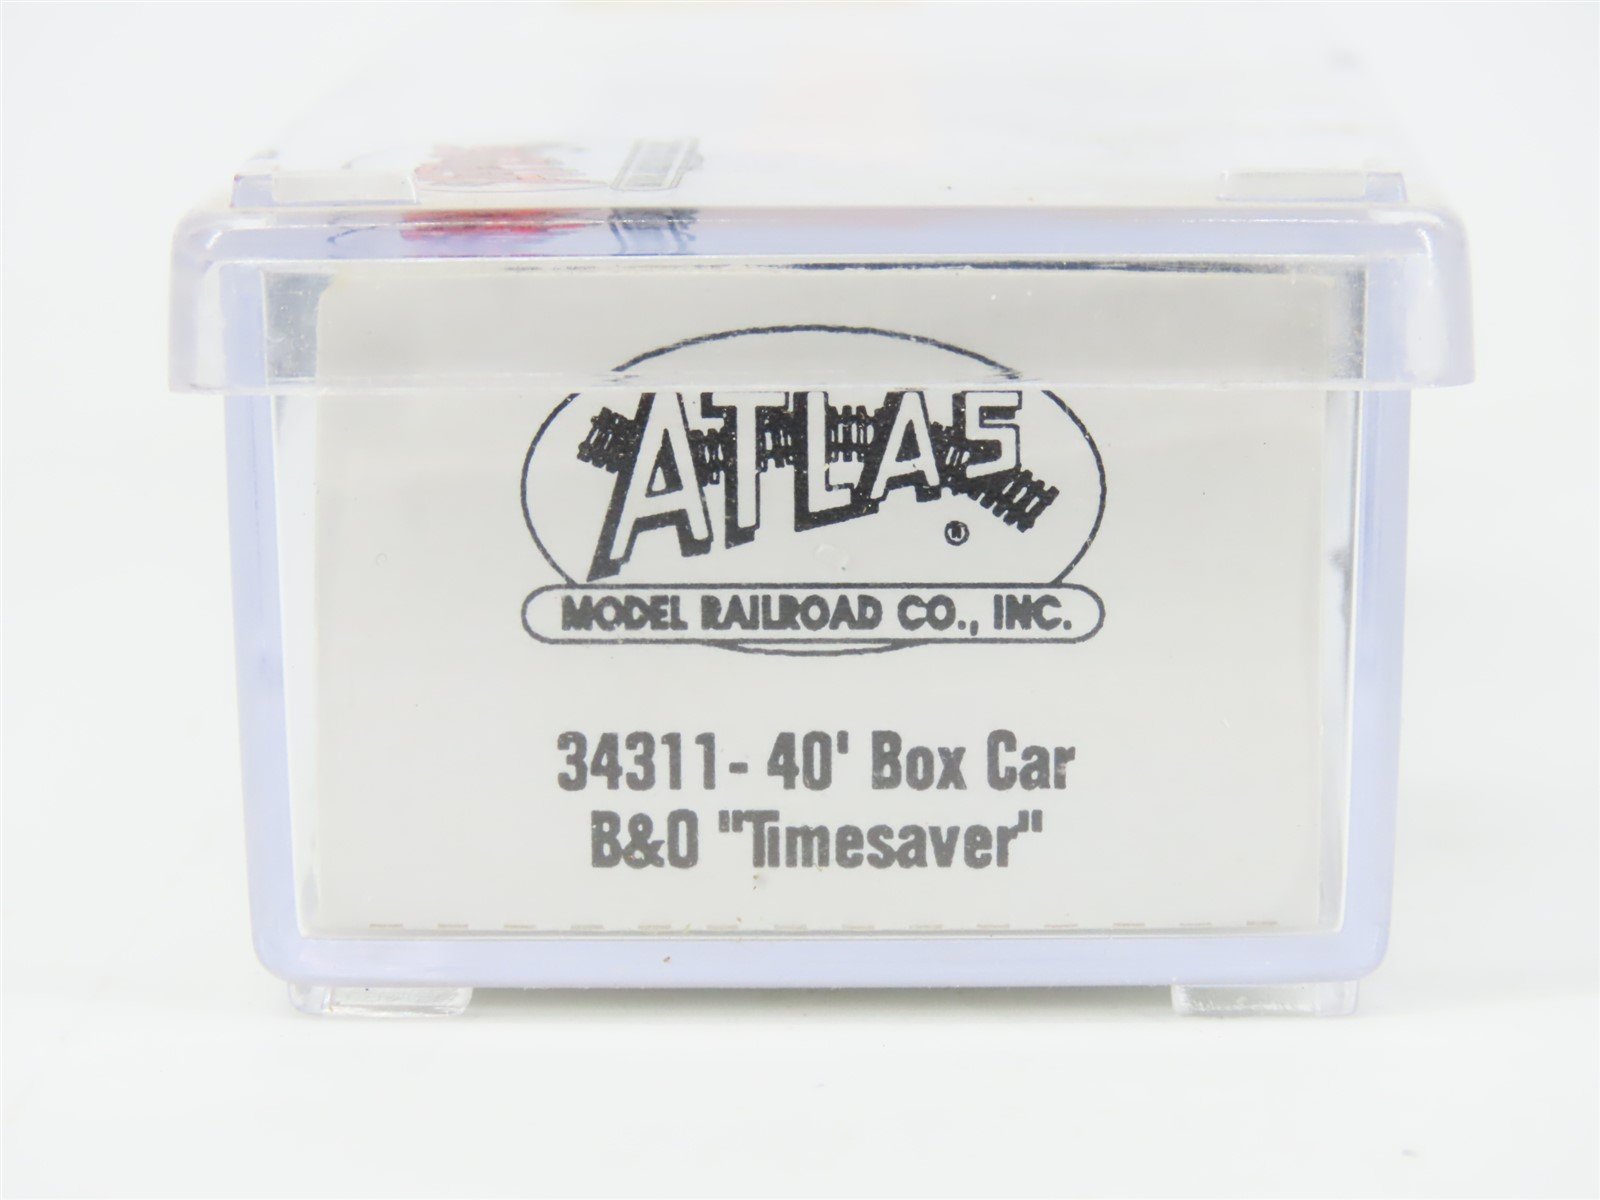 ATLAS ®
MODEL RAILROAD CO., INC.
34311- 40' Box Car
B&O "Timesaver"